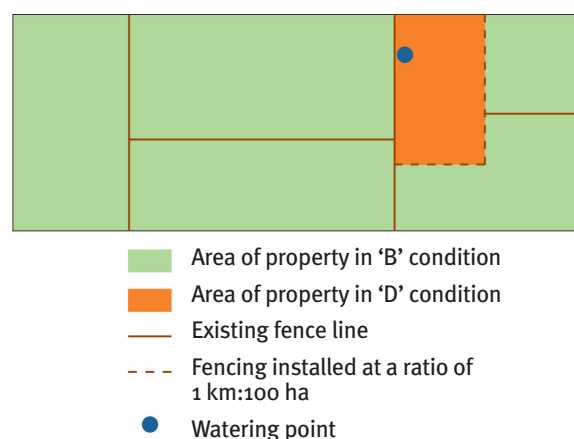 Area of property in ‘B’ condition
Area of property in ‘D’ condition
Existing fence line
Fencing installed at a ratio of
1 km:100 ha
Watering point